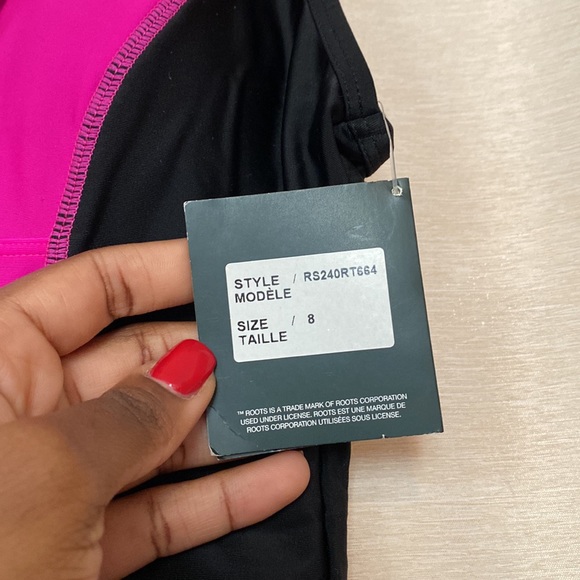 STYLE / RS240RT664
MODÈLE
SIZE / 8
TAILLE
™ ROOTS IS A TRADE MARK OF ROOTS CORPORATION
USED UNDER LICENSE. ROOTS EST UNE MARQUE DE
ROOTS CORPORATION UTILISÉES SOUS LICENSE.